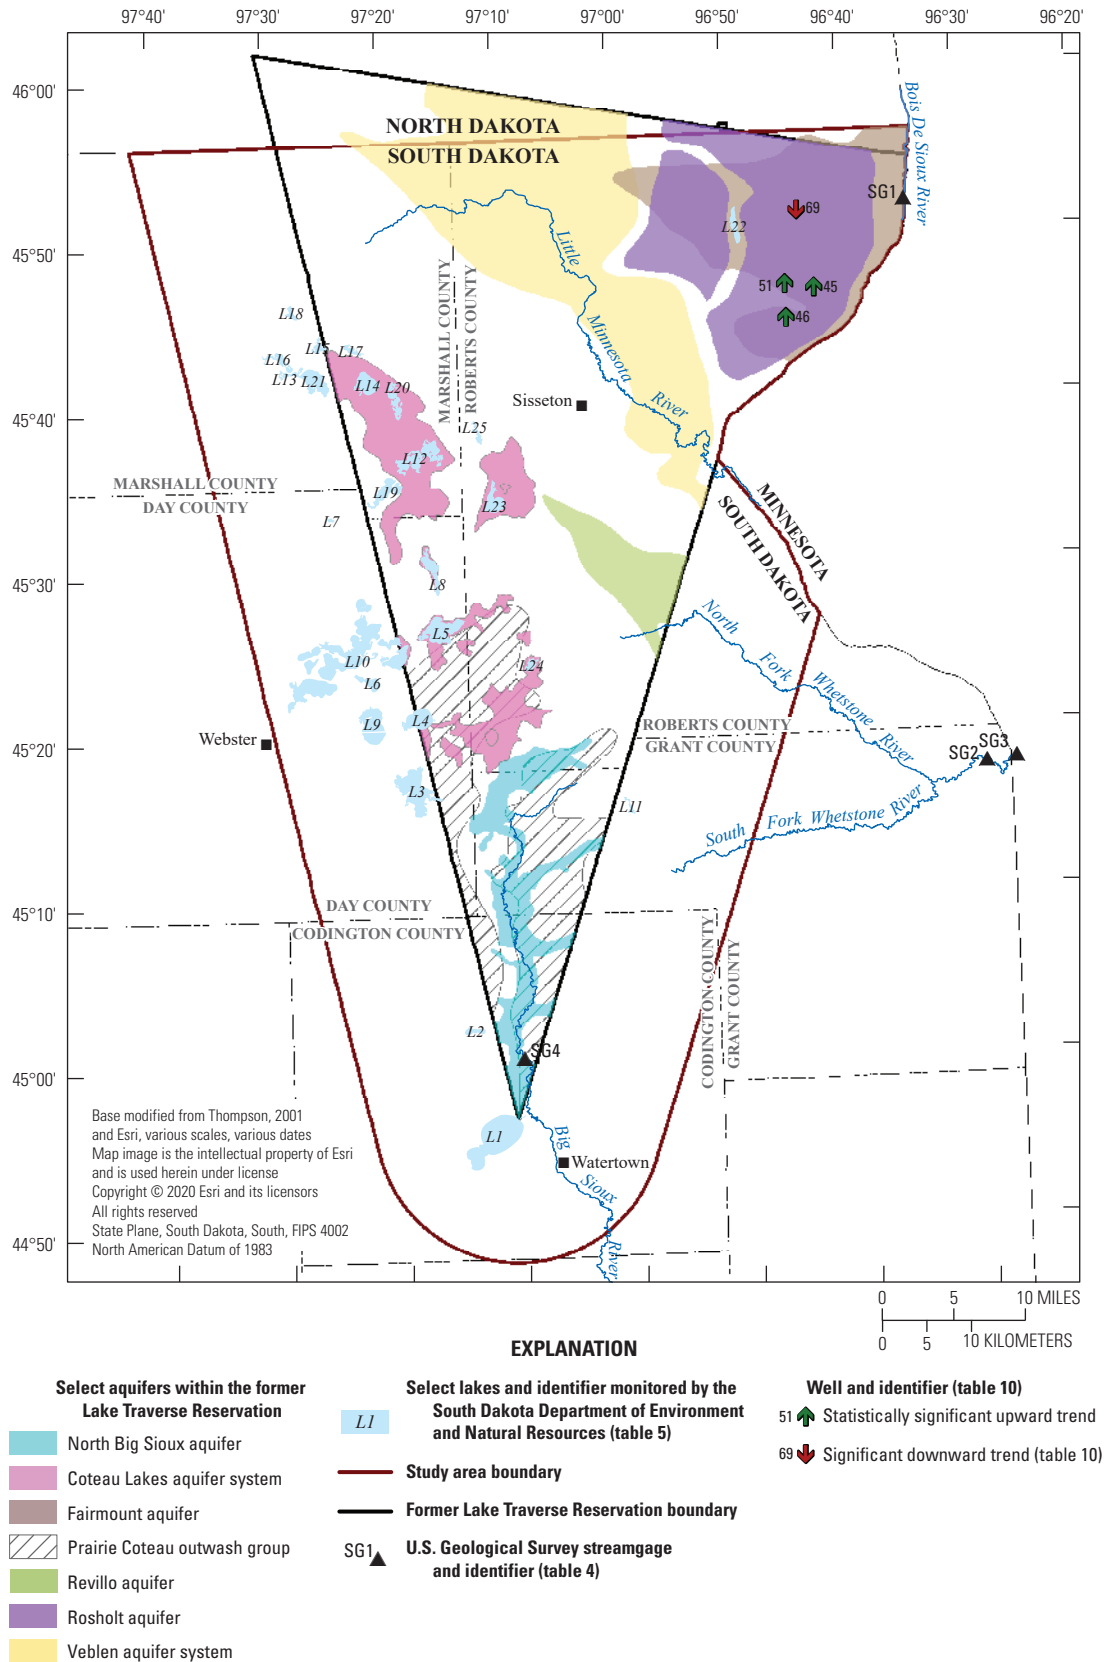 97°40' 97°30' 97°20' 97°10' 97°00' 96°50' 96°40' 96°30' 96°20'
46°00'
45°50'
45°40'
45°30'
45°20'
45°10'
45°00'
44°50'
NORTH DAKOTA
SOUTH DAKOTA
Bois De Sioux River
SG1
69
L22
51
45
46
Little
Minnesota
River
MARSHALL COUNTY
ROBERTS COUNTY
L18
L15
L17
L16
L13
L21
L14
L20
Sisseton
L25
L12
L19
L23
MARSHALL COUNTY
DAY COUNTY
L7
MINNESOTA
SOUTH DAKOTA
L8
L5
L10
L24
L6
L9
L4
Webster
North
Fork
Whetstone
River
ROBERTS COUNTY
GRANT COUNTY
SG2
SG3
L3
L11
South Fork Whetstone River
DAY COUNTY
CODINGTON COUNTY
CODINGTON COUNTY
GRANT COUNTY
L2
SG4
L1
Big
Sioux
River
Watertown
Base modified from Thompson, 2001
and Esri, various scales, various dates
Map image is the intellectual property of Esri
and is used herein under license
Copyright © 2020 Esri and its licensors
All rights reserved
State Plane, South Dakota, South, FIPS 4002
North American Datum of 1983
0 5 10 MILES
0 5 10 KILOMETERS
EXPLANATION
Select aquifers within the former
Lake Traverse Reservation
North Big Sioux aquifer
Coteau Lakes aquifer system
Fairmount aquifer
Prairie Coteau outwash group
Revillo aquifer
Rosholt aquifer
Veblen aquifer system
L1
Select lakes and identifier monitored by the
South Dakota Department of Environment
and Natural Resources (table 5)
Study area boundary
Former Lake Traverse Reservation boundary
SG1
U.S. Geological Survey streamgage
and identifier (table 4)
Well and identifier (table 10)
51 Statistically significant upward trend
69 Significant downward trend (table 10)